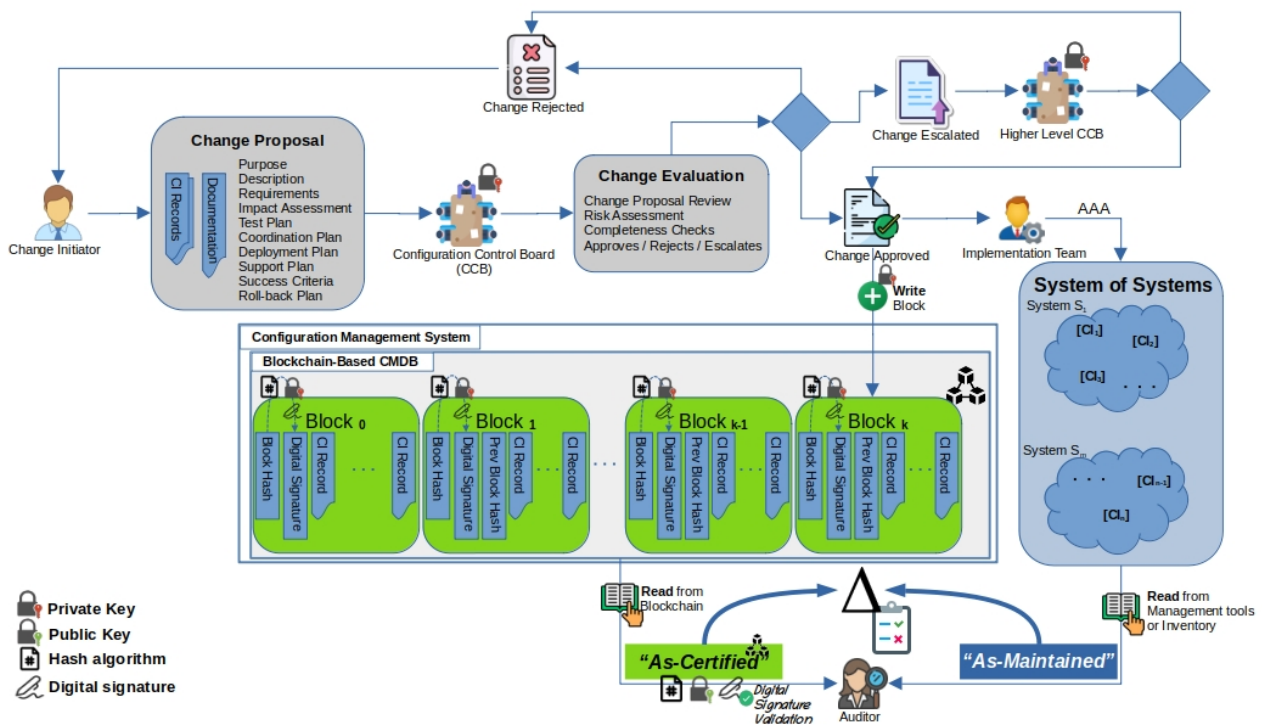 Change Rejected
Change Escalated
Higher Level CCB
Change Initiator
Change Proposal
CI Records
Documentation
Purpose
Description
Requirements
Impact Assessment
Test Plan
Coordination Plan
Deployment Plan
Support Plan
Success Criteria
Roll-back Plan
Configuration Control Board
(CCB)
Change Evaluation
Change Proposal Review
Risk Assessment
Completeness Checks
Approves / Rejects / Escalates
Change Approved
Implementation Team
AAA
Write
Block
System of Systems
System S1
[CI1]
[CI2]
[CI3]
. . .
System Sm
. . .
[CIn-1]
[CIn]
Configuration Management System
Blockchain-Based CMDB
#
Block 0
Block Hash
Digital Signature
CI Record
. . .
CI Record
#
Block 1
Block Hash
Digital Signature
Prev Block Hash
CI Record
. . .
CI Record
. . .
#
Block k-1
Block Hash
Digital Signature
Prev Block Hash
CI Record
. . .
CI Record
#
Block k
Block Hash
Digital Signature
Prev Block Hash
CI Record
. . .
CI Record
Private Key
Public Key
# Hash algorithm
Digital signature
Read from
Blockchain
Δ
Read from
Management tools
or Inventory
“As-Certified”
“As-Maintained”
#
Digital
Signature
Validation
Auditor